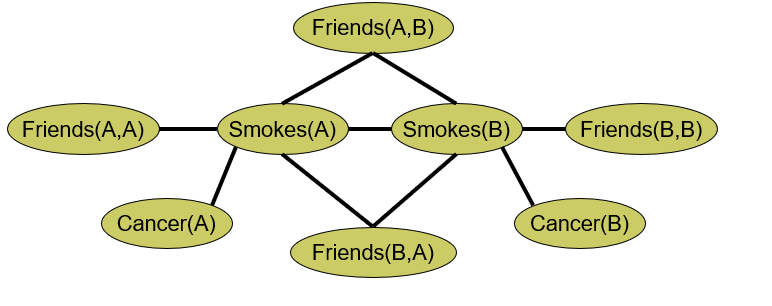 Friends(A,B)
Friends(A,A)
Smokes(A)
Smokes(B)
Friends(B,B)
Cancer(A)
Cancer(B)
Friends(B,A)